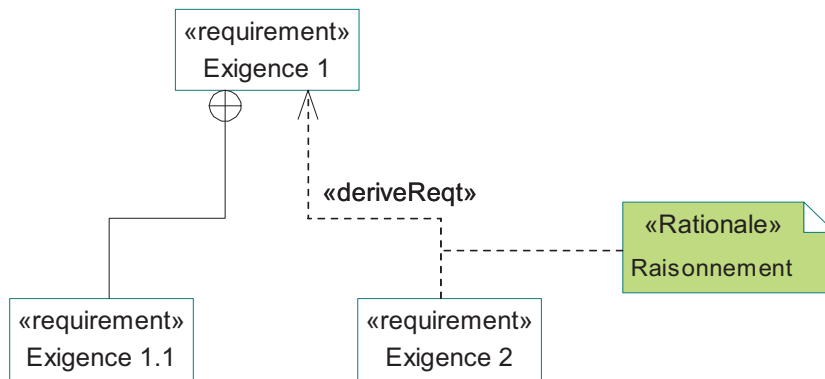 «requirement»
Exigence 1
«deriveReqt»
«Rationale»
Raisonnement
«requirement»
Exigence 1.1
«requirement»
Exigence 2